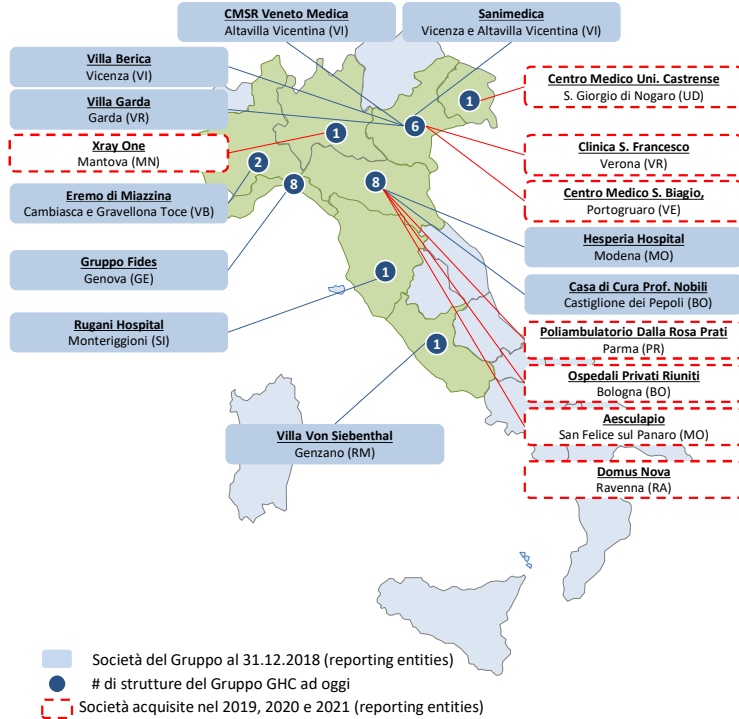 CMSR Veneto Medica
Altavilla Vicentina (VI)
Sanimedica
Vicenza e Altavilla Vicentina (VI)
Villa Berica
Vicenza (VI)
Villa Garda
Garda (VR)
Xray One
Mantova (MN)
Eremo di Miazzina
Cambiasca e Gravellona Toce (VB)
Gruppo Fides
Genova (GE)
Rugani Hospital
Monteriggioni (SI)
Villa Von Siebenthal
Genzano (RM)
Centro Medico Uni. Castrense
S. Giorgio di Nogaro (UD)
Clinica S. Francesco
Verona (VR)
Centro Medico S. Biagio,
Portogruaro (VE)
Hesperia Hospital
Modena (MO)
Casa di Cura Prof. Nobili
Castiglione dei Pepoli (BO)
Poliambulatorio Dalla Rosa Prati
Parma (PR)
Ospedali Privati Riuniti
Bologna (BO)
Aesculapio
San Felice sul Panaro (MO)
Domus Nova
Ravenna (RA)
1
6
1
2
8
8
1
1
Società del Gruppo al 31.12.2018 (reporting entities)
# di strutture del Gruppo GHC ad oggi
Società acquisite nel 2019, 2020 e 2021 (reporting entities)